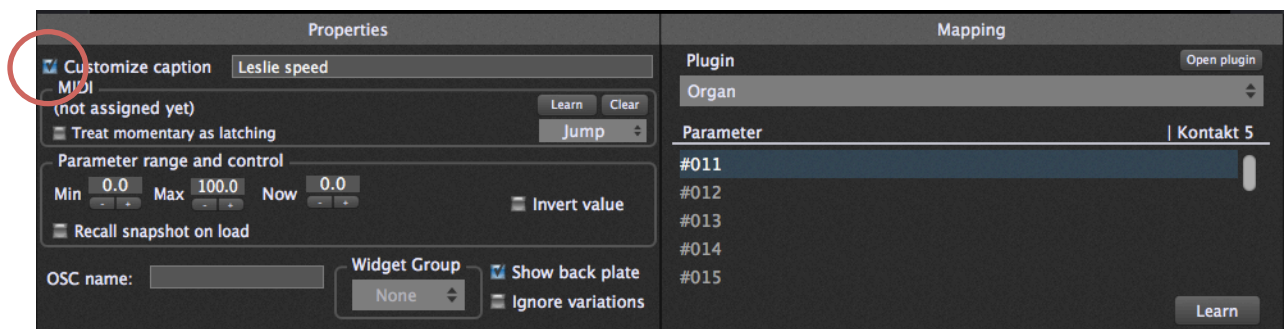 Properties
Customize caption Leslie speed
MIDI
(not assigned yet) Learn Clear
Treat momentary as latching Jump
Parameter range and control
Min 0.0 Max 100.0 Now 0.0
- + - + - +
Invert value
Recall snapshot on load
OSC name:
Widget Group
None
Show back plate
Ignore variations
Mapping
Plugin Open plugin
Organ
Parameter | Kontakt 5
#011
#012
#013
#014
#015
Learn